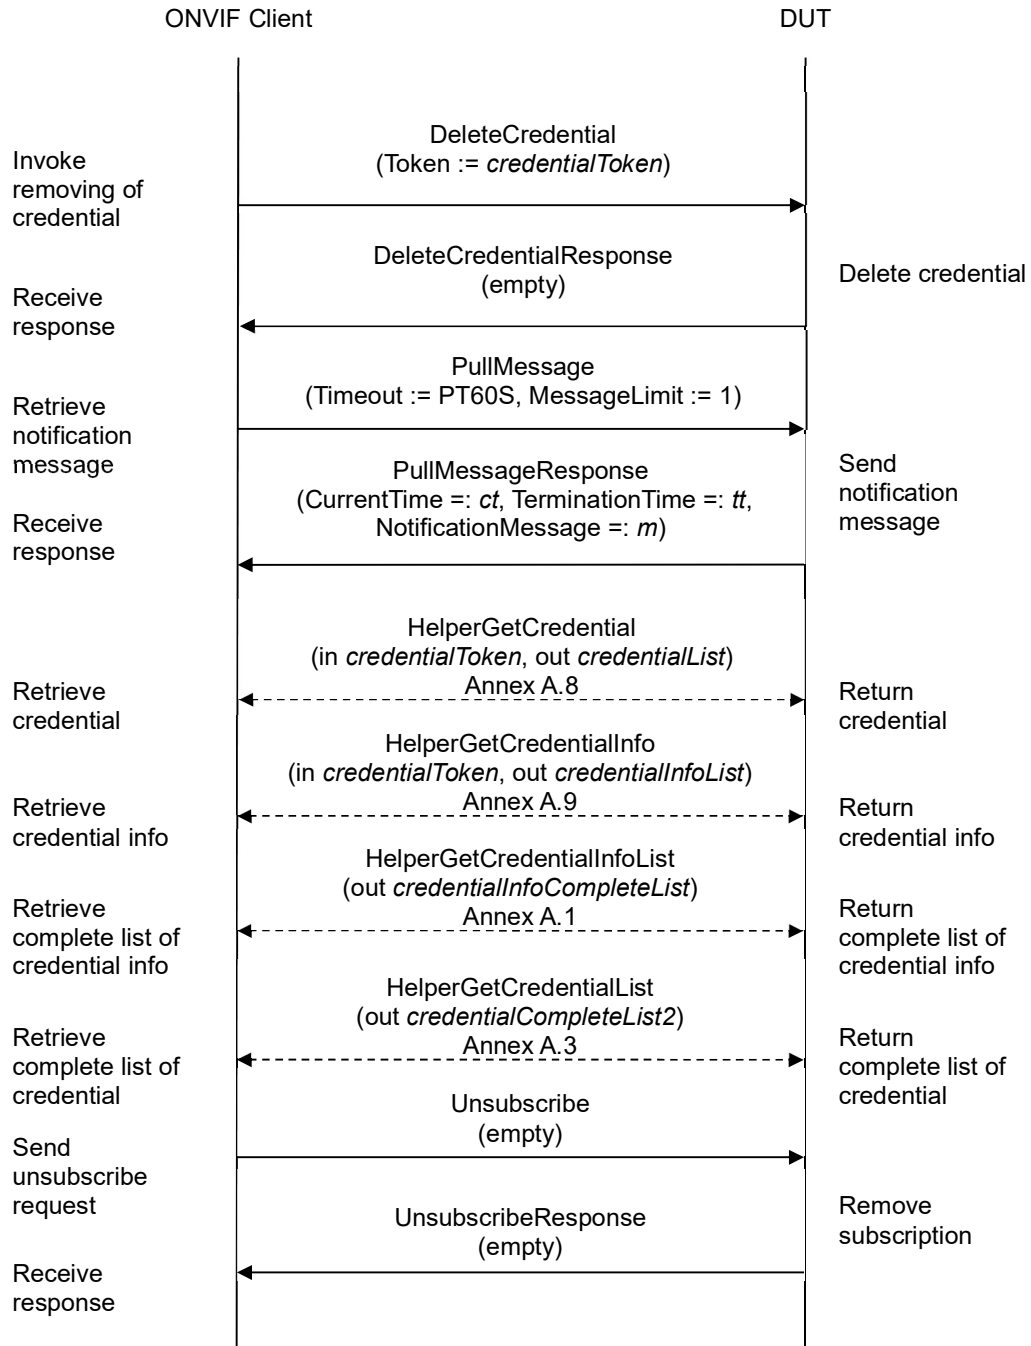 ONVIF Client
DUT
DeleteCredential
(Token := credentialToken)
Invoke
removing of
credential
DeleteCredentialResponse
(empty)
Delete credential
Receive
response
PullMessage
(Timeout := PT60S, MessageLimit := 1)
Retrieve
notification
message
PullMessageResponse
(CurrentTime =: ct, TerminationTime =: tt,
NotificationMessage =: m)
Send
notification
message
Receive
response
HelperGetCredential
(in credentialToken, out credentialList)
Annex A.8
Retrieve
credential
Return
credential
HelperGetCredentialInfo
(in credentialToken, out credentialInfoList)
Annex A.9
Retrieve
credential info
Return
credential info
HelperGetCredentialInfoList
(out credentialInfoCompleteList)
Annex A.1
Retrieve
complete list of
credential info
Return
complete list of
credential info
HelperGetCredentialList
(out credentialCompleteList2)
Annex A.3
Retrieve
complete list of
credential
Return
complete list of
credential
Unsubscribe
(empty)
Send
unsubscribe
request
UnsubscribeResponse
(empty)
Remove
subscription
Receive
response